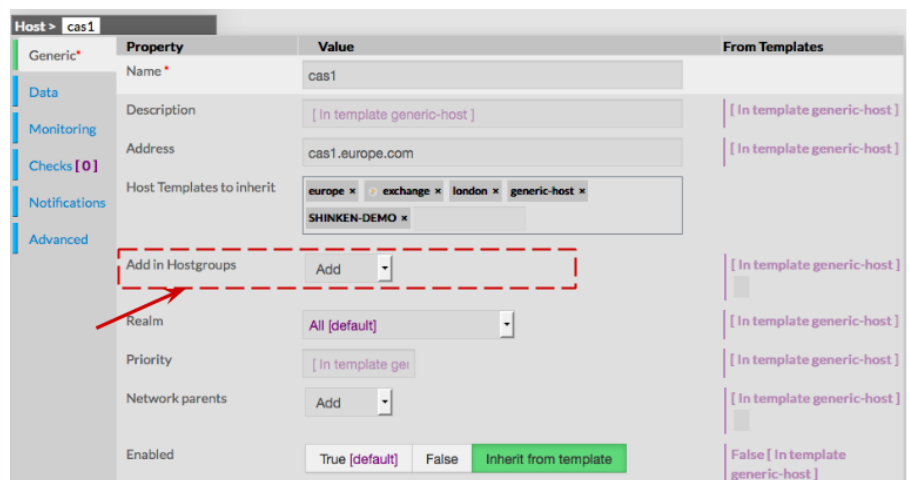 Host > cas1
Generic*
Data
Monitoring
Checks [ 0 ]
Notifications
Advanced
Property Value From Templates
Name * cas1
Description [ In template generic-host ] [ In template generic-host ]
Address cas1.europe.com [ In template generic-host ]
Host Templates to inherit europe × exchange × london × generic-host ×
SHINKEN-DEMO ×
Add in Hostgroups Add [ In template generic-host ]
Realm All [default] [ In template generic-host ]
Priority [ In template ger [ In template generic-host ]
Network parents Add [ In template generic-host ]
Enabled True [default] False Inherit from template False [ In template
generic-host ]